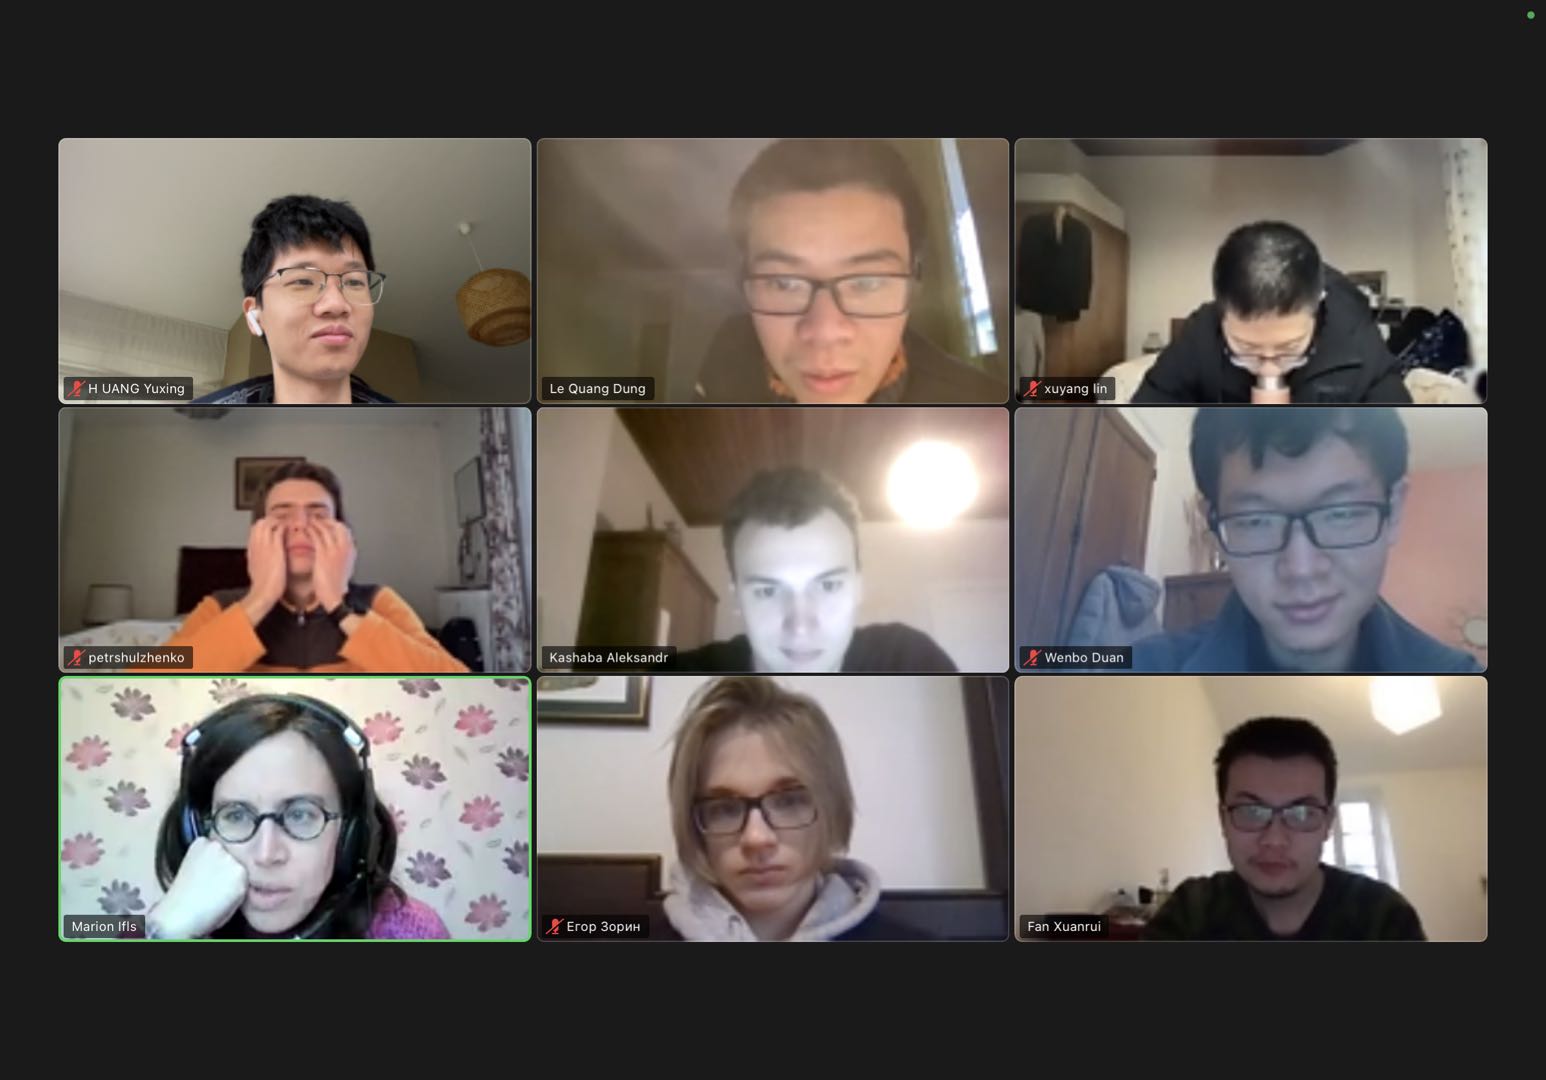 H UANG Yuxing
Le Quang Dung
xuyang lin
petrshulzhenko
Kashaba Aleksandr
Wenbo Duan
Marion Ifls
Егор Зорин
Fan Xuanrui